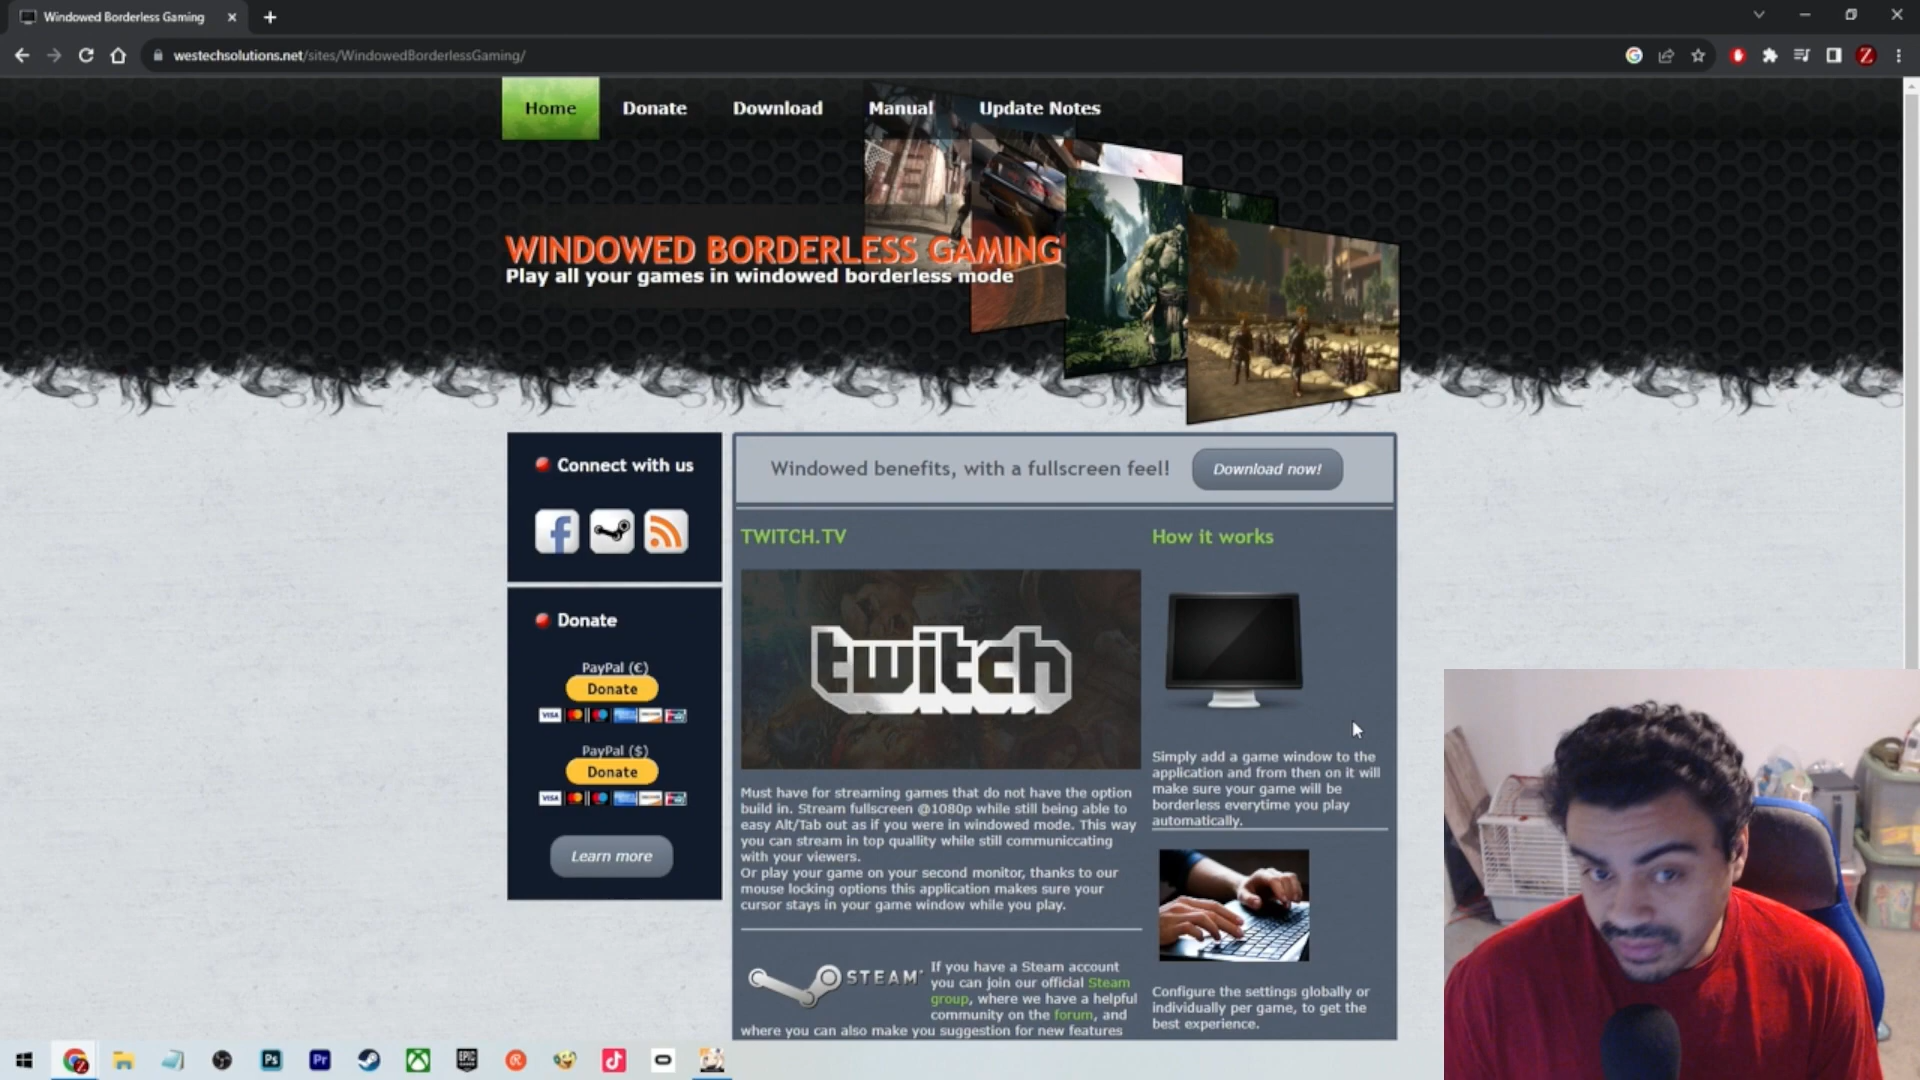 Windowed Borderless Gaming
westechsolutions.net/sites/WindowedBorderlessGaming/
Home Donate Download Manual Update Notes
WINDOWED BORDERLESS GAMING
Play all your games in windowed borderless mode
Connect with us
Donate
PayPal (€)
Donate
VISA
PayPal ($)
Donate
VISA
Learn more
Windowed benefits, with a fullscreen feel! Download now!
TWITCH.TV
twitch
Must have for streaming games that do not have the option
build in. Stream fullscreen @1080p while still being able to
easy Alt/Tab out as if you were in windowed mode. This way
you can stream in top quallity while still communiccating
with your viewers.
Or play your game on your second monitor, thanks to our
mouse locking options this application makes sure your
cursor stays in your game window while you play.
STEAM
If you have a Steam account
you can join our official Steam
group, where we have a helpful
community on the forum, and
where you can also make you suggestion for new features
How it works
Simply add a game window to the
application and from then on it will
make sure your game will be
borderless everytime you play
automatically.
Configure the settings globally or
individually per game, to get the
best experience.
Z
Ps Pr EPIC